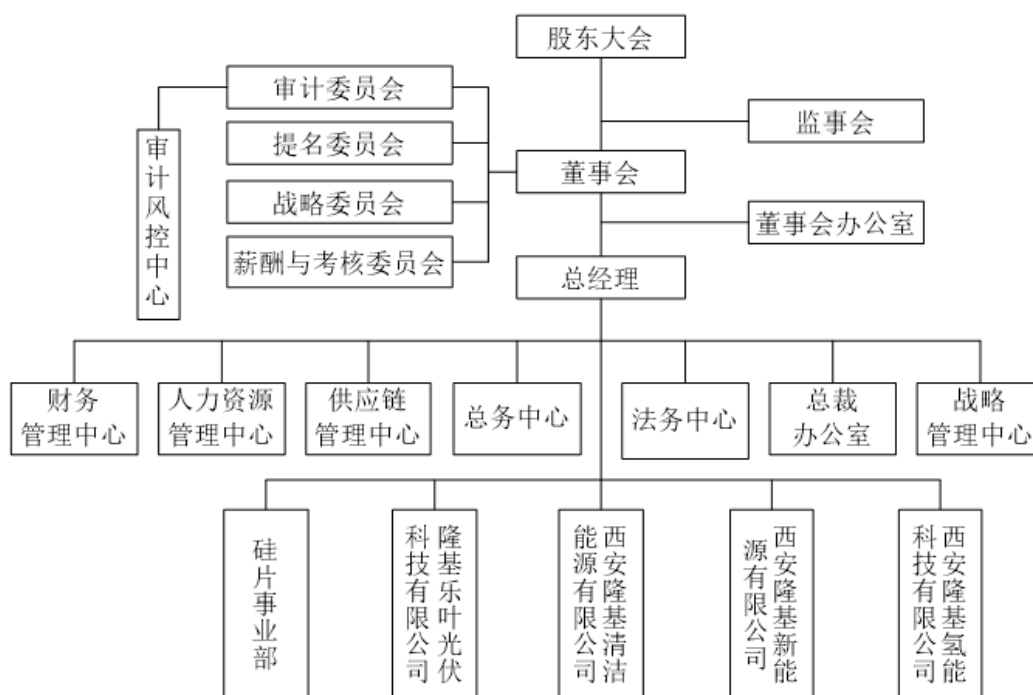 股东大会
审计委员会
监事会
提名委员会
审计风控中心
董事会
战略委员会
董事会办公室
薪酬与考核委员会
总经理
财务
管理中心
人力资源
管理中心
供应链
管理中心
总务中心
法务中心
总裁
办公室
战略
管理中心
硅片事业部
隆基乐叶光伏
科技有限公司
西安隆基清洁
能源有限公司
西安隆基新能
源有限公司
西安隆基氢能
科技有限公司